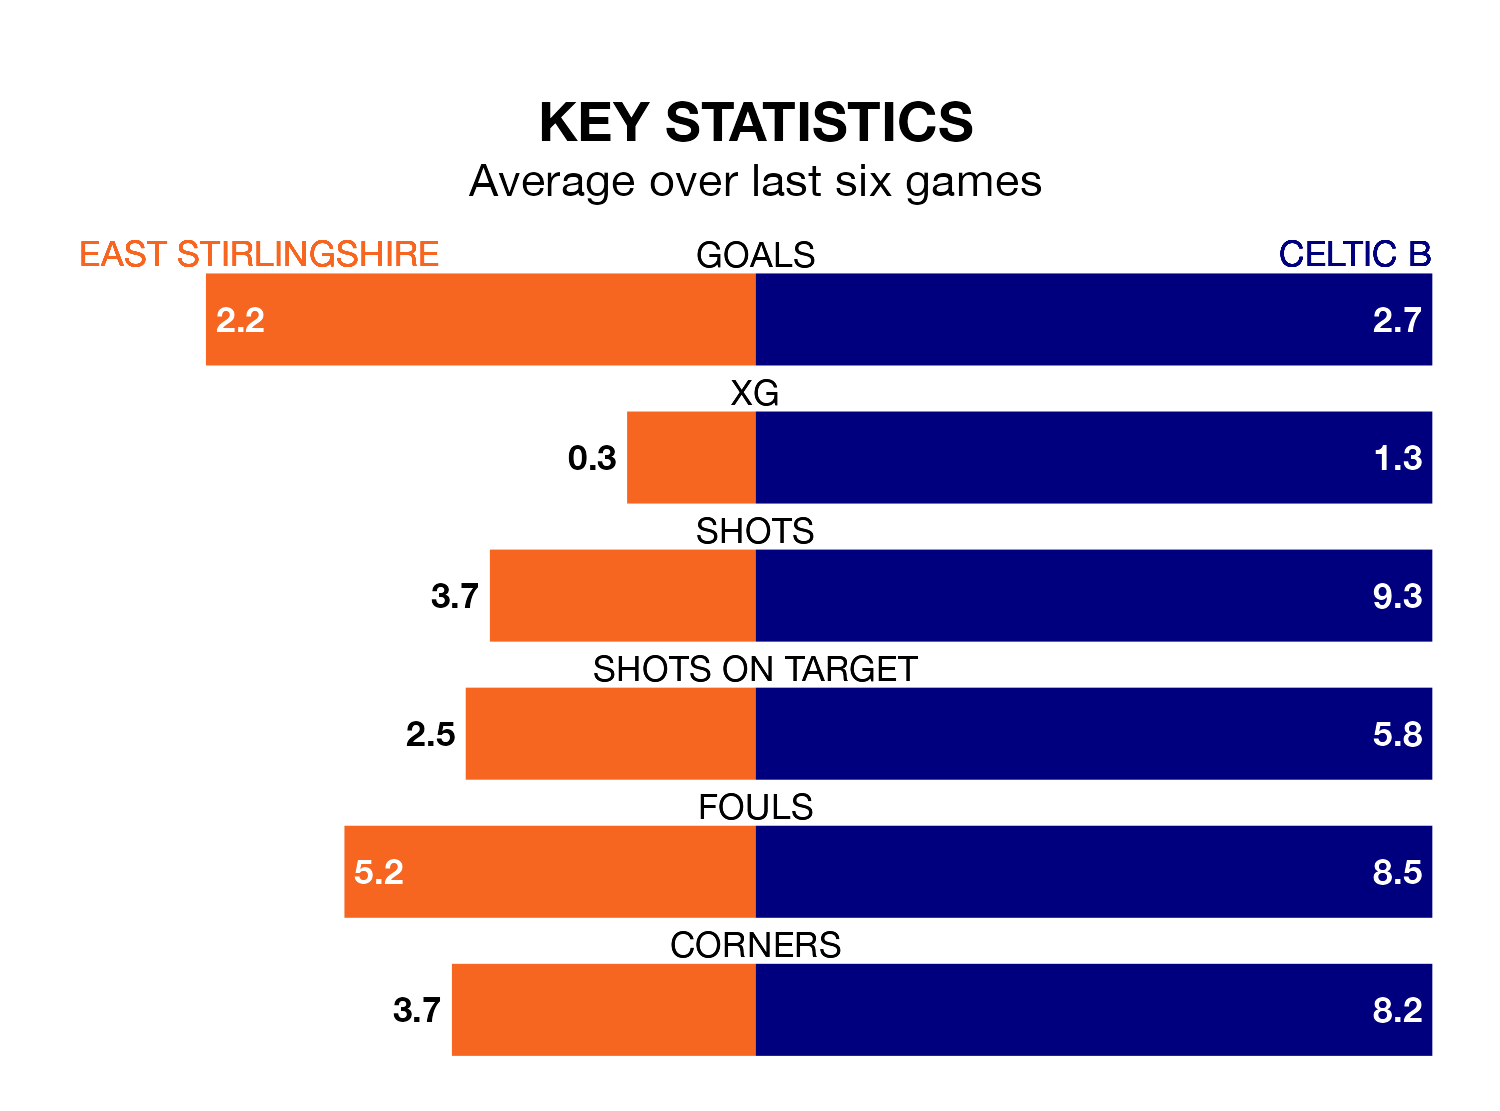 KEY STATISTICS
Average over last six games
EAST STIRLINGSHIRE GOALS CELTIC B
2.2 2.7
XG
0.3 1.3
SHOTS
3.7 9.3
SHOTS ON TARGET
2.5 5.8
FOULS
5.2 8.5
CORNERS
3.7 8.2